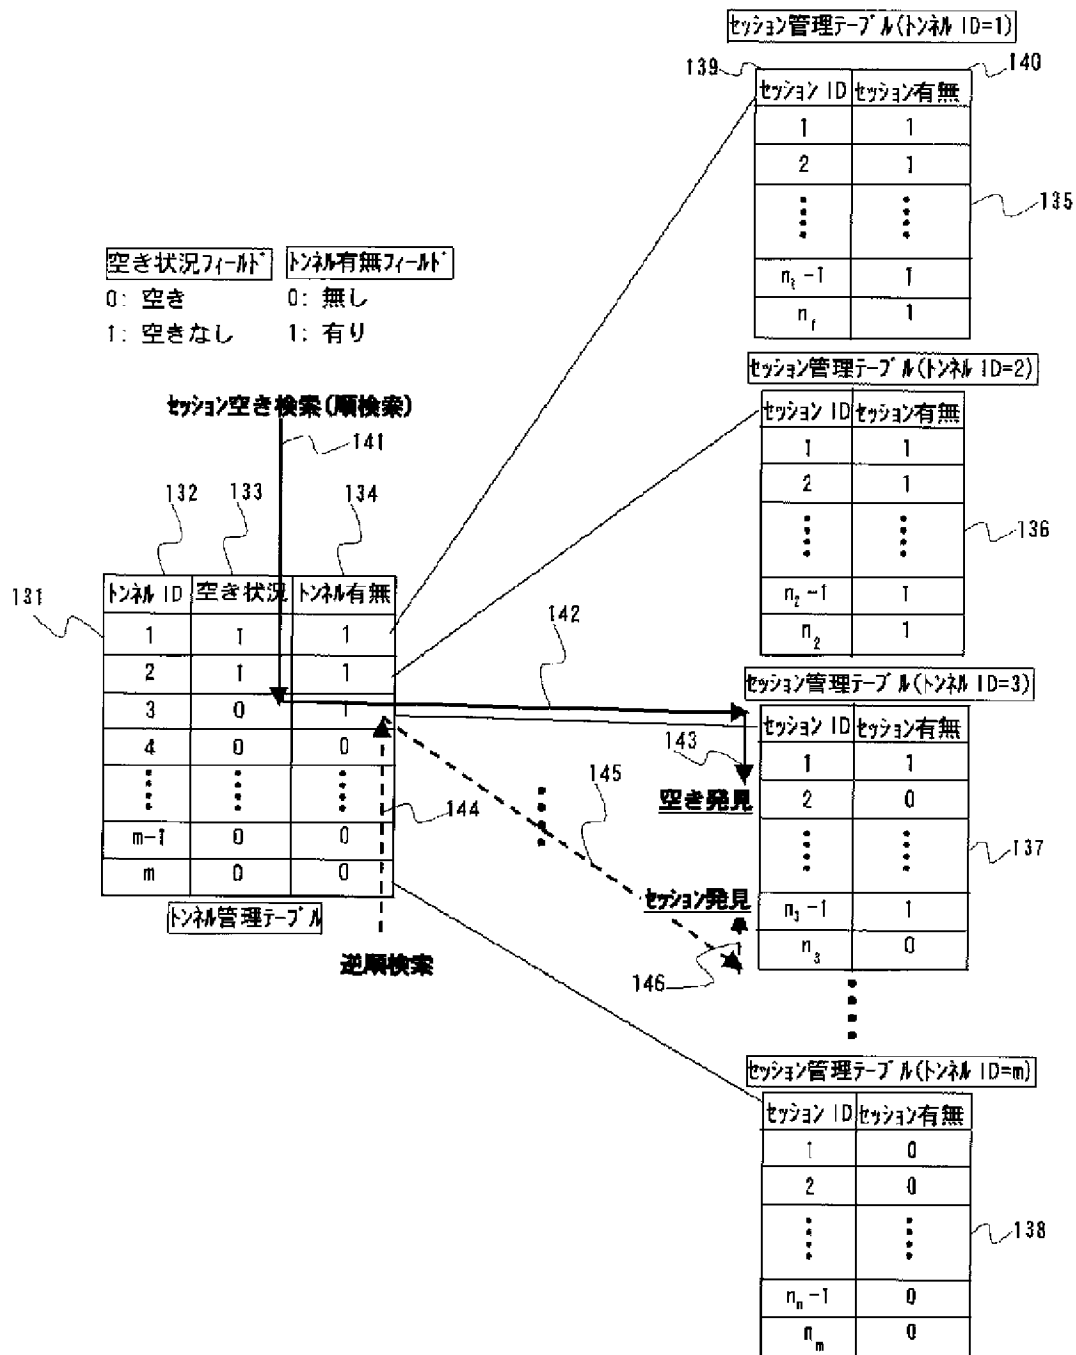 セッション管理テーブル(トンネル ID=1)
139
140
セッション ID セッション有無
1 1
2 1
135
n₁-1 1
n₁ 1
空き状況フィールド トンネル有無フィールド
0: 空き 0: 無し
1: 空きなし 1: 有り
セッション管理テーブル(トンネル ID=2)
セッション ID セッション有無
1 1
2 1
136
n₂-1 1
n₂ 1
セッション空き検索(順検索)
141
132 133 134
131
トンネル ID 空き状況 トンネル有無
1 1 1
2 1 1
3 0 1
4 0 0
m-1 0 0
m 0 0
トンネル管理テーブル
144
逆順検索
142
145
セッション管理テーブル(トンネル ID=3)
セッション ID セッション有無
143
1 1
空き発見
2 0
137
セッション発見
n₃-1 1
n₃ 0
146
セッション管理テーブル(トンネル ID=m)
セッション ID セッション有無
1 0
2 0
138
nₘ-1 0
nₘ 0